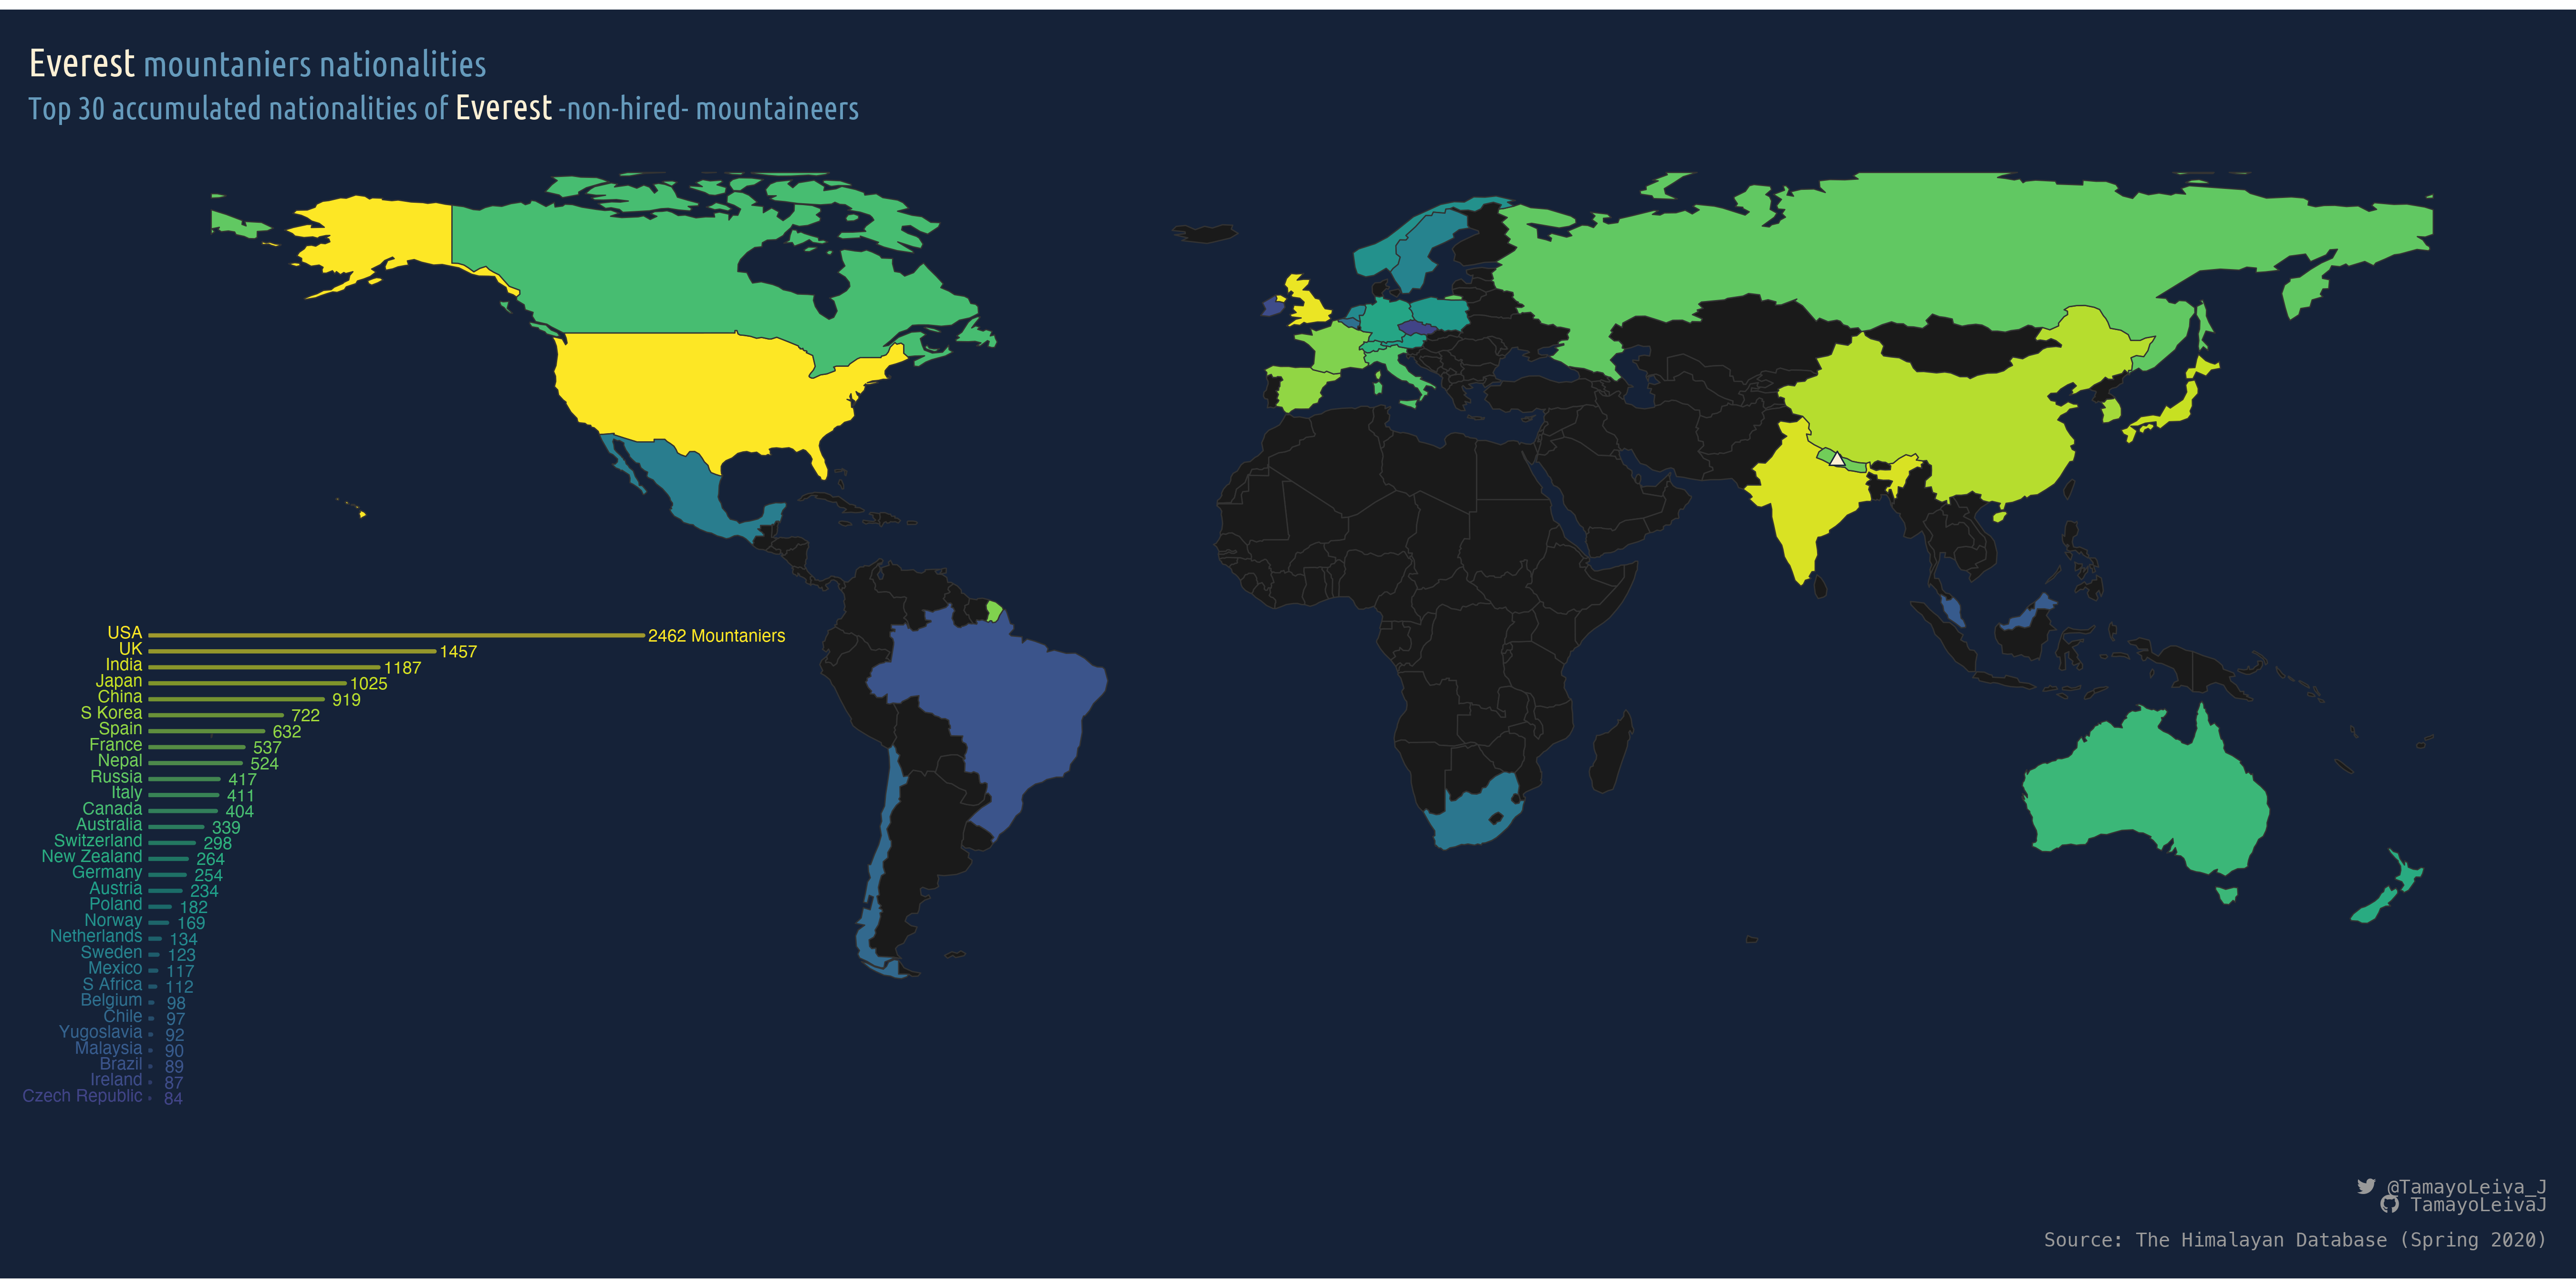 Everest mountaniers nationalities
Top 30 accumulated nationalities of Everest -non-hired- mountaineers
USA 2462 Mountaniers
UK 1457
India 1187
Japan 1025
China 919
S Korea 722
Spain 632
France 537
Nepal 524
Russia 417
Italy 411
Canada 404
Australia 339
Switzerland 298
New Zealand 264
Germany 254
Austria 234
Poland 182
Norway 169
Netherlands 134
Sweden 123
Mexico 117
S Africa 112
Belgium 98
Chile 97
Yugoslavia 92
Malaysia 90
Brazil 89
Ireland 87
Czech Republic 84
@TamayoLeiva_J
TamayoLeivaJ
Source: The Himalayan Database (Spring 2020)